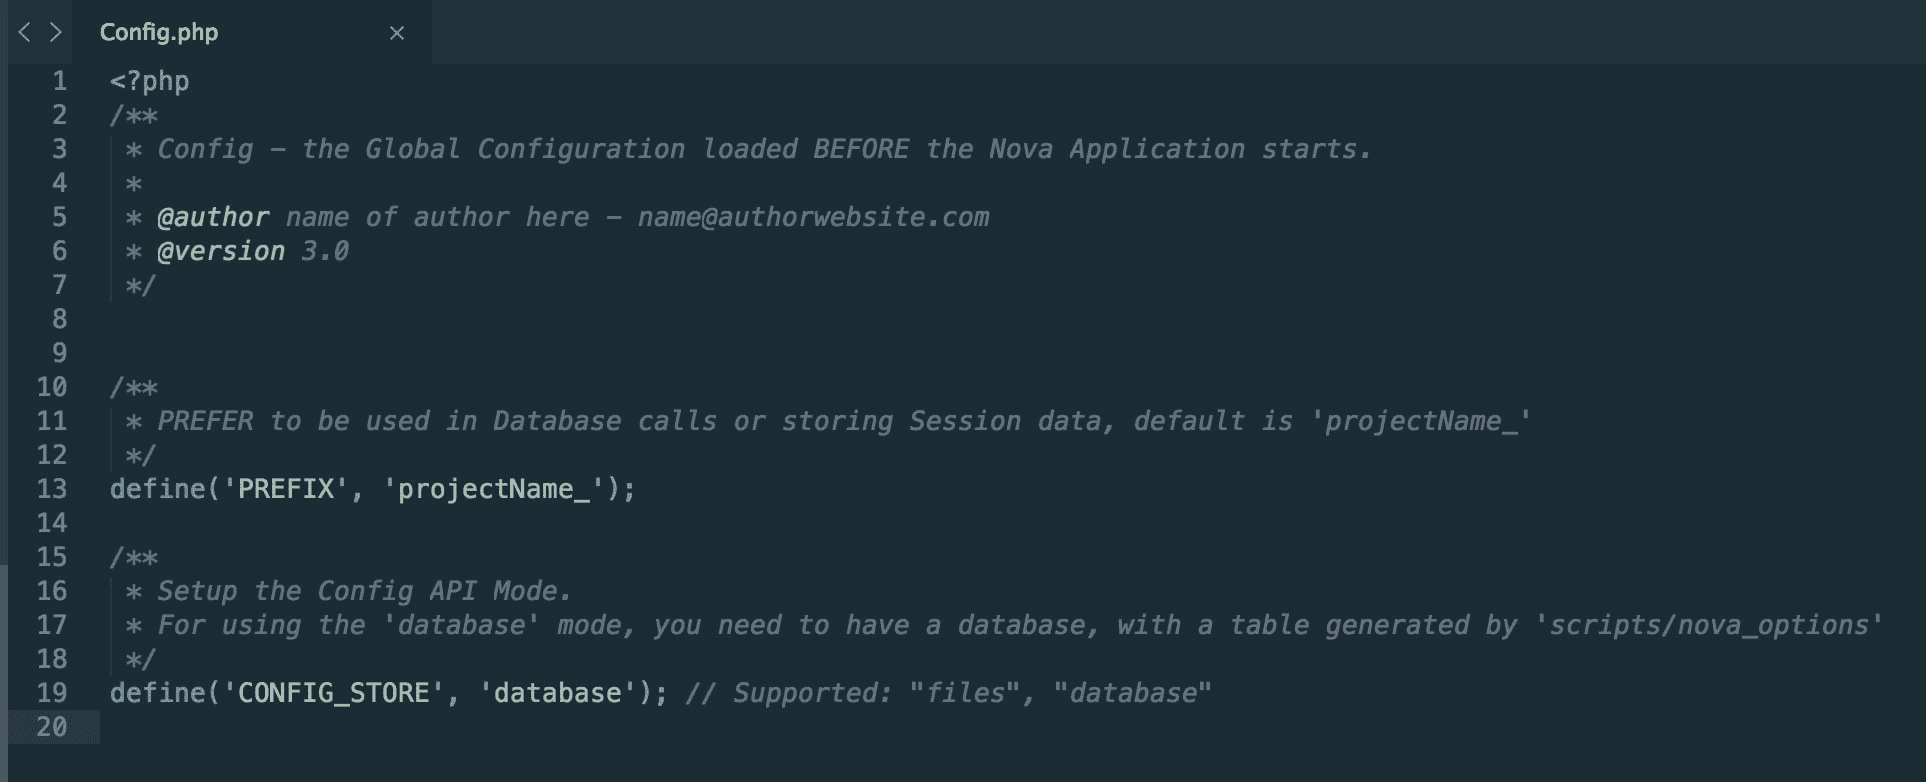 Config.php
1 <?php
2 /**
3  * Config – the Global Configuration loaded BEFORE the Nova Application starts.
4  *
5  * @author name of author here – name@authorwebsite.com
6  * @version 3.0
7  */
8
9
10 /**
11  * PREFER to be used in Database calls or storing Session data, default is 'projectName_'
12  */
13 define('PREFIX', 'projectName_');
14
15 /**
16  * Setup the Config API Mode.
17  * For using the 'database' mode, you need to have a database, with a table generated by 'scripts/nova_options'
18  */
19 define('CONFIG_STORE', 'database'); // Supported: "files", "database"
20